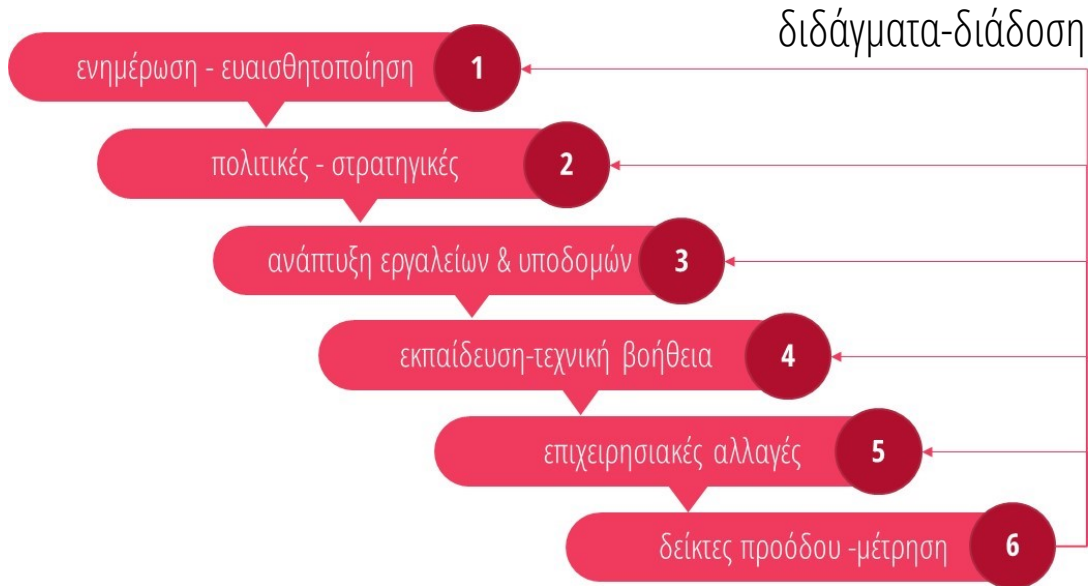 διδάγματα-διάδοση
ενημέρωση - ευαισθητοποίηση 1
πολιτικές - στρατηγικές 2
ανάπτυξη εργαλείων & υποδομών 3
εκπαίδευση-τεχνική βοήθεια 4
επιχειρησιακές αλλαγές 5
δείκτες προόδου -μέτρηση 6